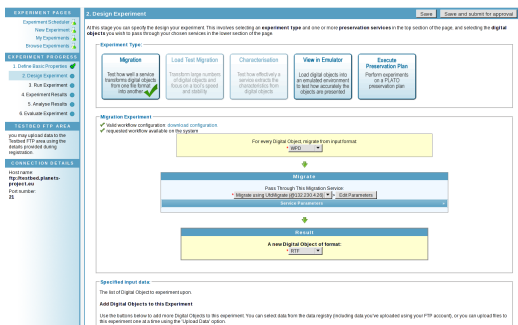 EXPERIMENT PAGES
Experiment Scheduler
New Experiment
My Experiments
Browse Experiments
EXPERIMENT PROGRESS
1. Define Basic Properties
2. Design Experiment
3. Run Experiment
4. Experiment Results
5. Analyse Results
6. Evaluate Experiment
TESTBED FTP AREA
you may upload data to the
Testbed FTP area using the
details provided during
registration.
CONNECTION DETAILS
Host name:
ftp://testbed.planets-
project.eu
Port number:
21
2. Design Experiment
Save
Save and submit for approval
At this stage you can specify the design your experiment. This involves selecting an experiment type and one or more preservation services in the top section of the page, and selecting the digital
objects you wish to pass through your chosen services in the lower section of the page.
Experiment Type:
Migration
Test how well a service
transforms digital objects
from one file format
into another
Load Test Migration
Transform large numbers
of digital objects and
focus on a tool's speed
and stability
Characterisation
Test how effectively a
service extracts the
characteristics from
digital objects
View in Emulator
Load digital objects into
an emulated environment
to test how accurately the
objects are presented
Execute
Preservation Plan
Perform experiments
on a PLATO
preservation plan
Migration Experiment
Valid workflow configuration download configuration
requested workflow available on the system
For every Digital Object, migrate from input format
* WPD
Migrate
Pass Through This Migration Service:
* Migrate using UfcMigrate (@132.230.4.26)
Edit Parameters
Service Parameters
Result
A new Digital Object of format:
* RTF
Specified input data:
The list of Digital Object to experiment upon.
Add Digital Objects to this Experiment
Use the buttons below to add more Digital Objects to this experiment. You can select data from the data registry (including data you've uploaded using your FTP account), or you can upload files to
this experiment one at a time using the 'Upload Data' option.